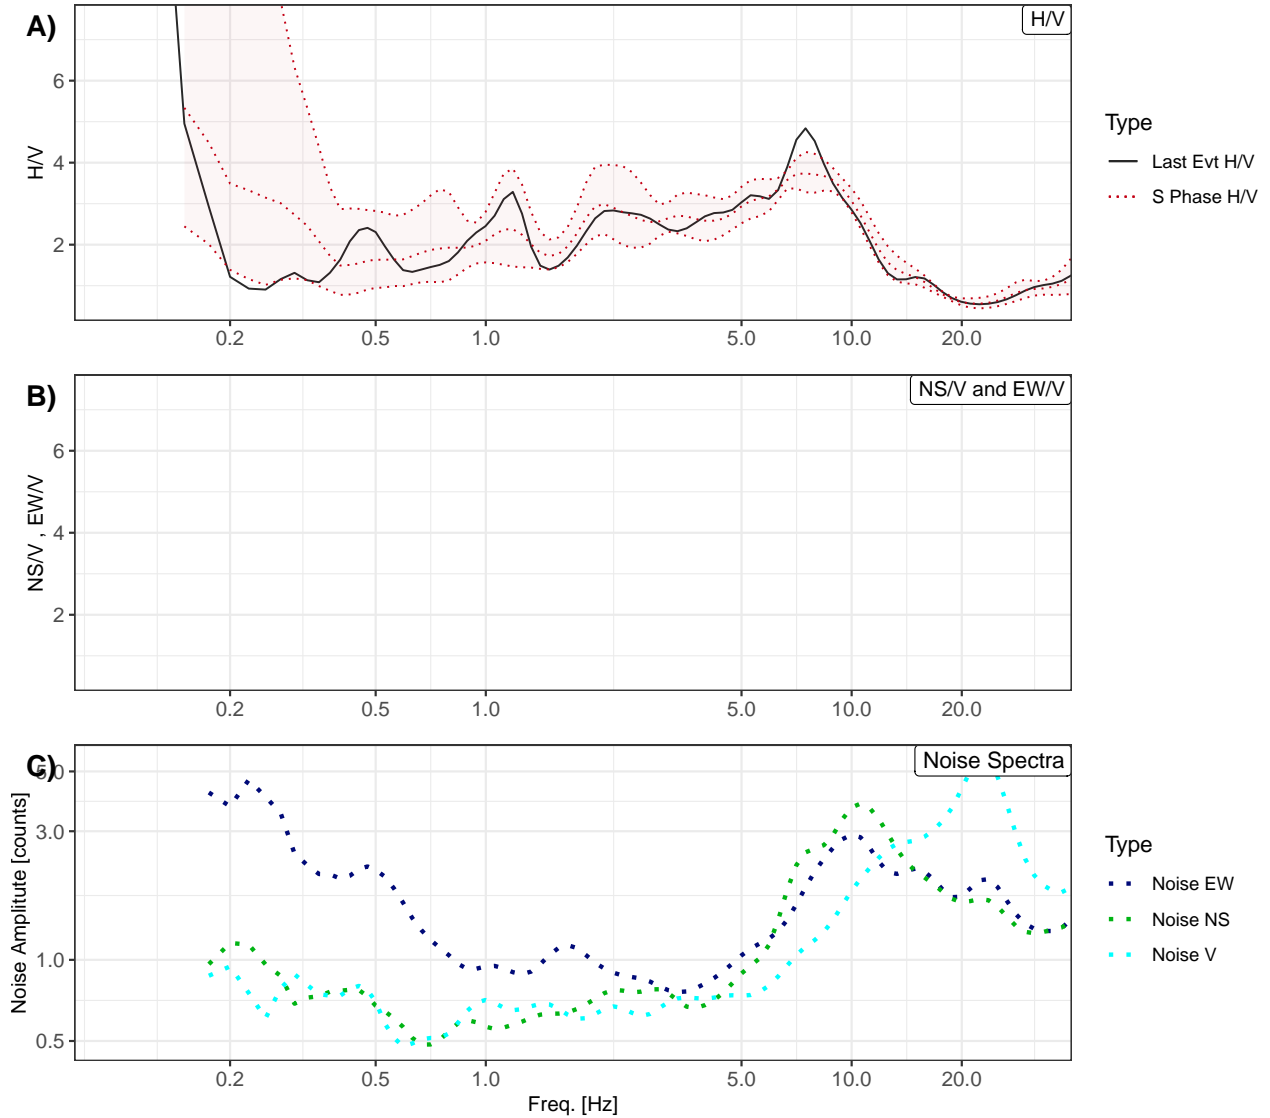 A)
H/V
6
4
2
H/V
0.2 0.5 1.0 5.0 10.0 20.0
Type
Last Evt H/V
S Phase H/V
B)
NS/V and EW/V
6
4
2
NS/V , EW/V
0.2 0.5 1.0 5.0 10.0 20.0
C)
Noise Spectra
5.0
3.0
1.0
0.5
Noise Amplitude [counts]
0.2 0.5 1.0 5.0 10.0 20.0
Freq. [Hz]
Type
Noise EW
Noise NS
Noise V